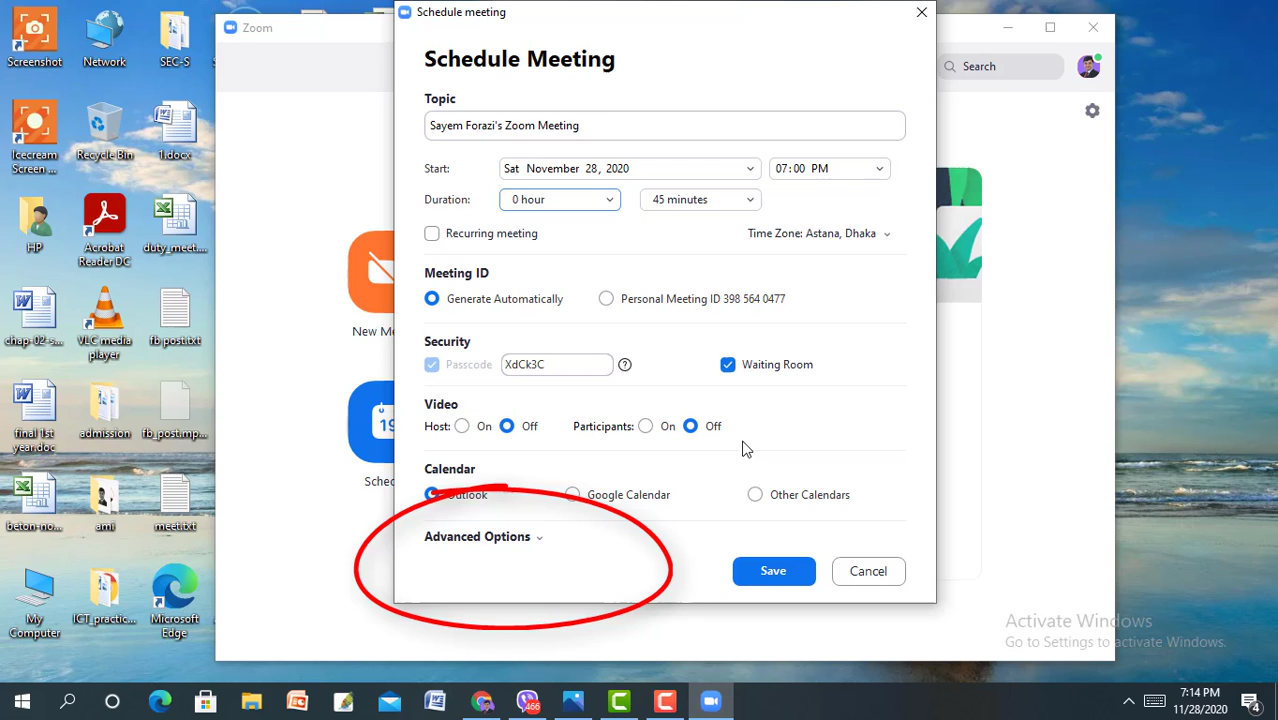 Screenshot
Network
SEC-S
Icecream
Screen ...
Recycle Bin
1.docx
HP
Acrobat
Reader DC
duty_meet...
chap-02-s...
VLC media
player
fb post.txt
final 1st
year.doc
admission
fb_post.mp...
beton-no...
ami
meet.txt
My
Computer
ICT_practic...
Microsoft
Edge
Zoom
Search
New Me
19
Sched
Schedule meeting
Schedule Meeting
Topic
Sayem Forazi's Zoom Meeting
Start: Sat November 28, 2020 07:00 PM
Duration: 0 hour 45 minutes
Recurring meeting Time Zone: Astana, Dhaka
Meeting ID
Generate Automatically Personal Meeting ID 398 564 0477
Security
Passcode XdCk3C ? Waiting Room
Video
Host: On Off Participants: On Off
Calendar
Outlook Google Calendar Other Calendars
Advanced Options
Save Cancel
Activate Windows
Go to Settings to activate Windows.
466
7:14 PM
11/28/2020
4